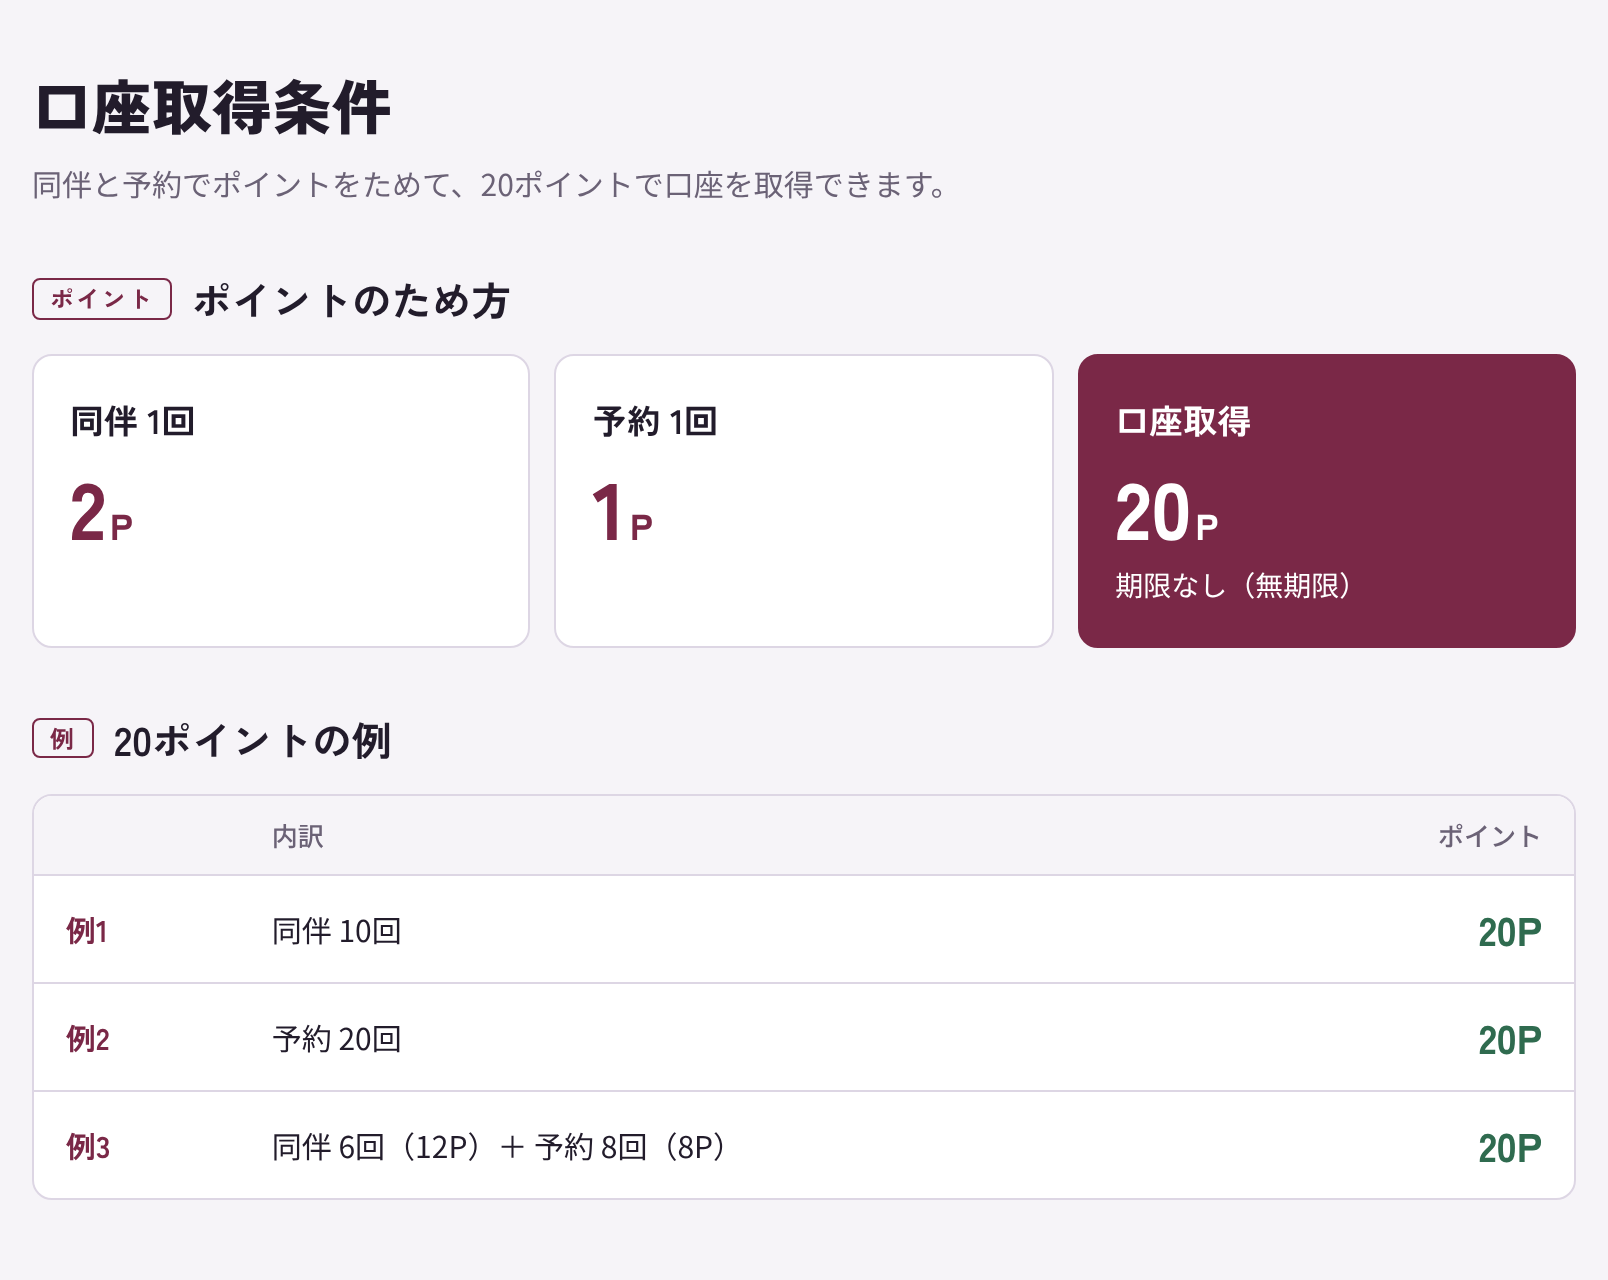 口座取得条件
同伴と予約でポイントをためて、20ポイントで口座を取得できます。
ポイント ポイントのため方
同伴 1回
2P
予約 1回
1P
口座取得
20P
期限なし（無期限）
例 20ポイントの例
内訳 ポイント
例1 同伴 10回 20P
例2 予約 20回 20P
例3 同伴 6回（12P）＋ 予約 8回（8P） 20P